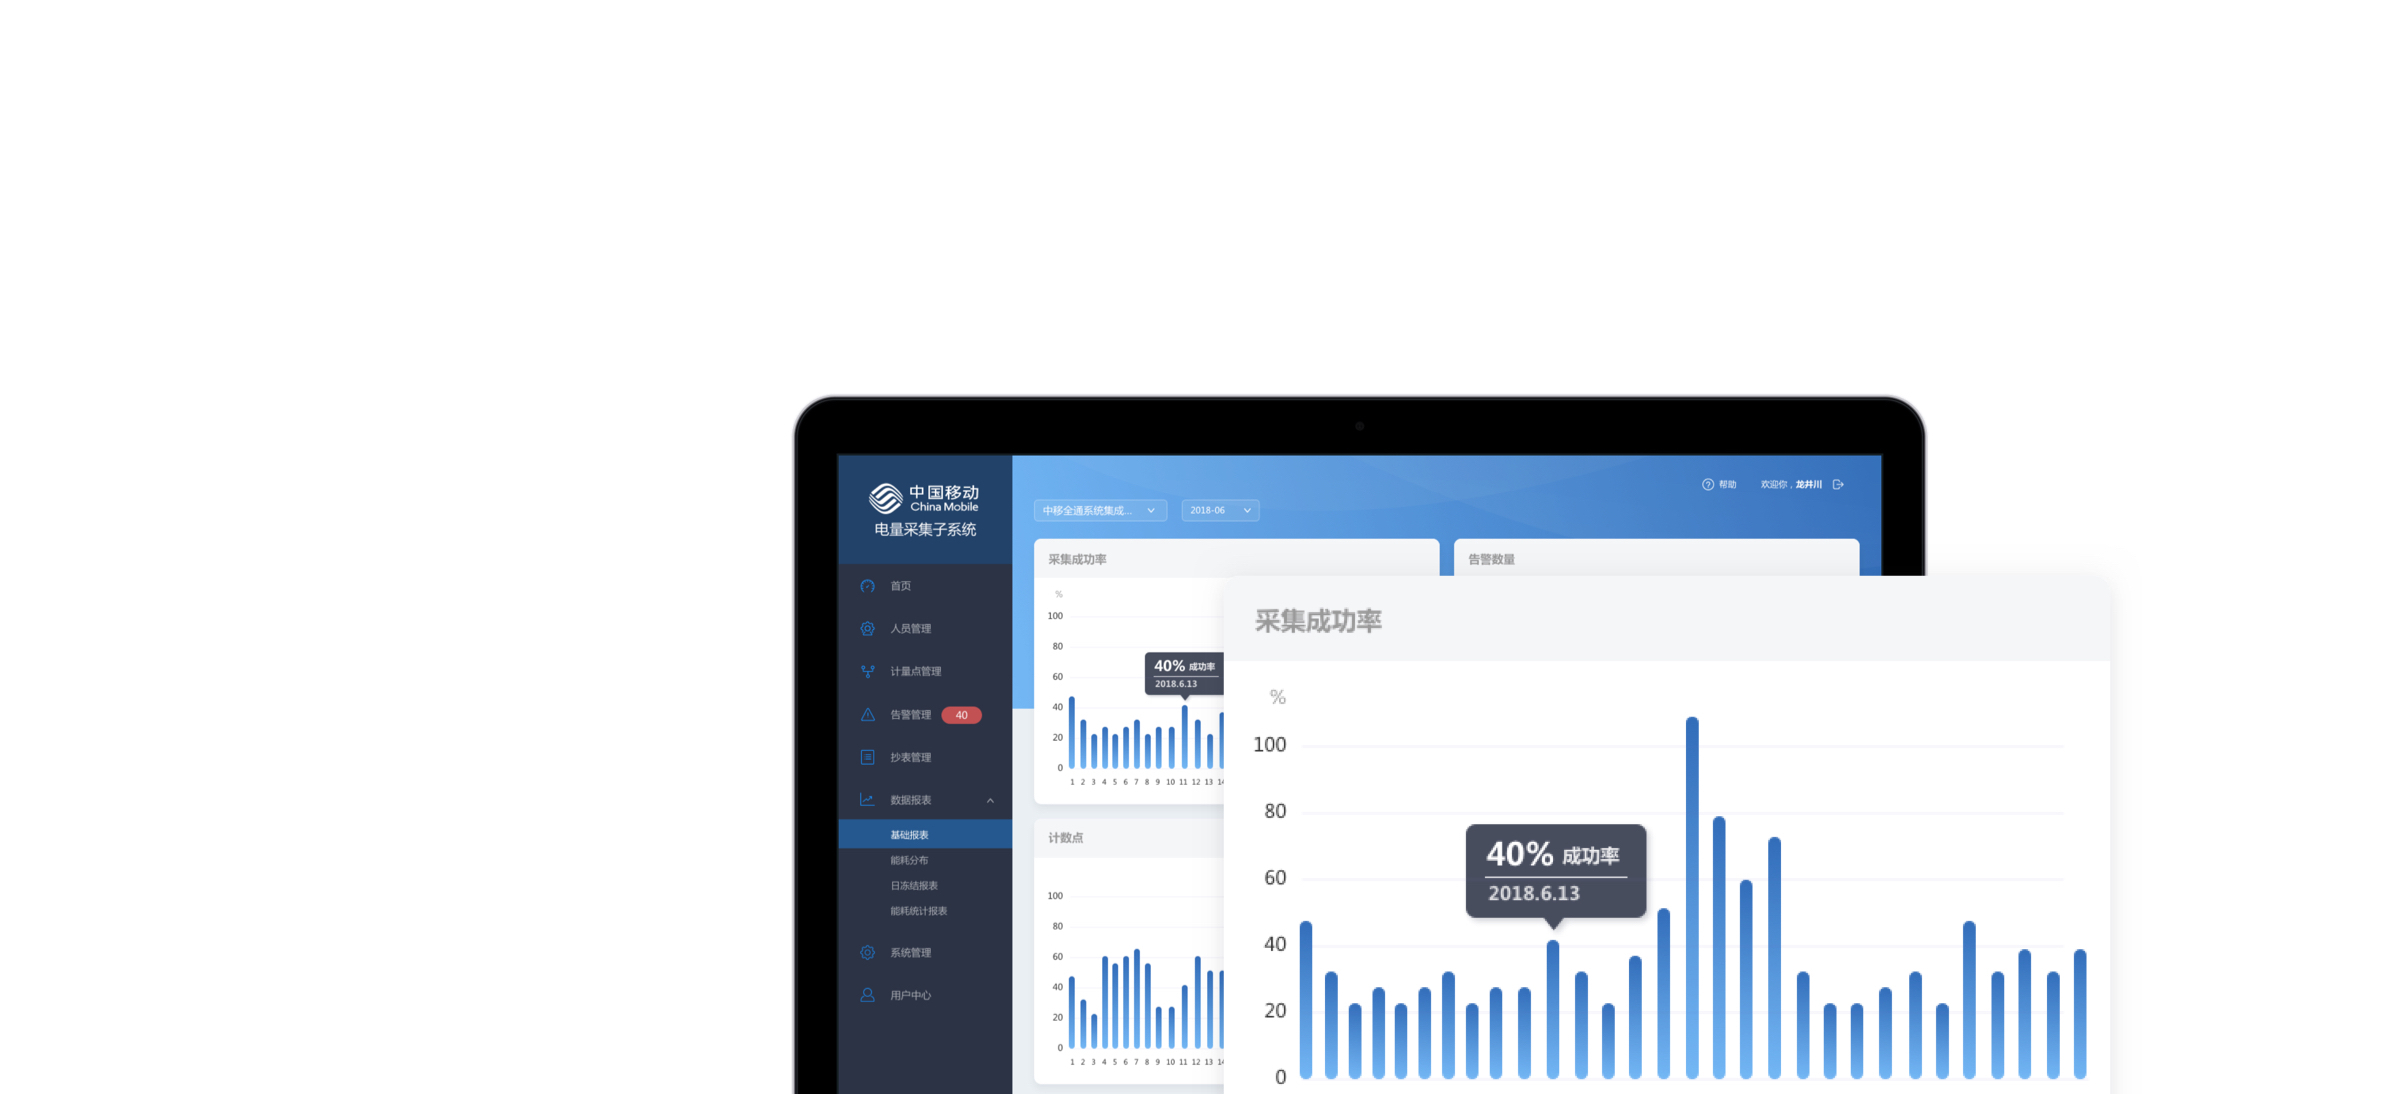 中国移动
China Mobile
电量采集子系统
首页
人员管理
计量点管理
告警管理 40
抄表管理
数据报表
基础报表
能耗分布
日冻结报表
能耗统计报表
系统管理
用户中心
帮助 欢迎你，龙井川
中移全通系统集成... 2018-06
采集成功率
%
100
80
60
40
20
0
40% 成功率
2018.6.13
1 2 3 4 5 6 7 8 9 10 11 12 13 14
告警数量
计数点
100
80
60
40
20
0
1 2 3 4 5 6 7 8 9 10 11 12 13 14
采集成功率
%
100
80
60
40
20
0
40% 成功率
2018.6.13